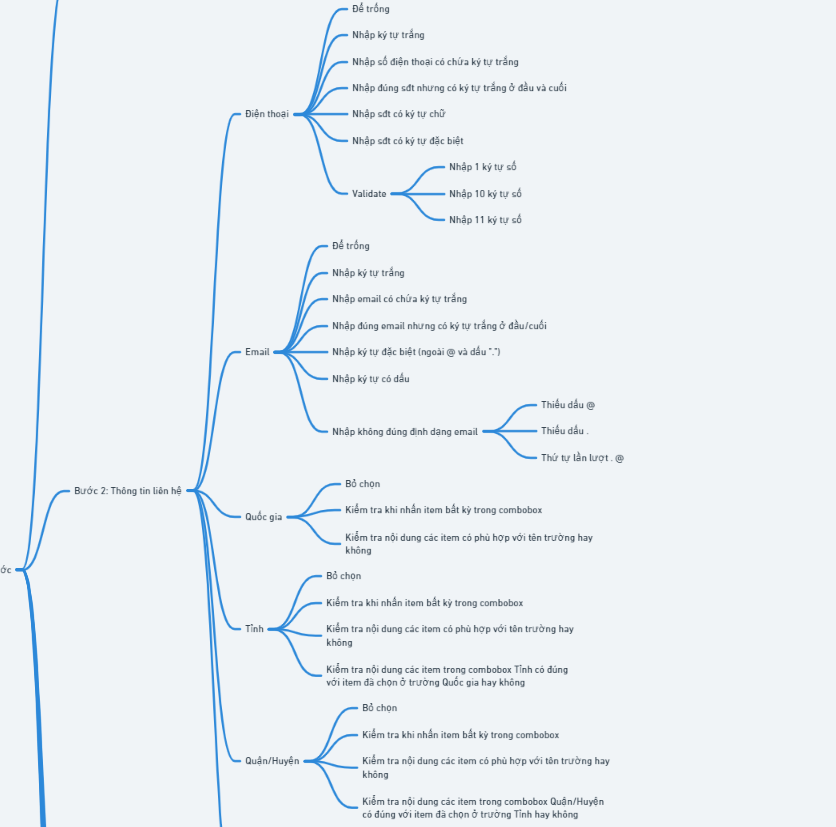 Để trống
Nhập ký tự trắng
Nhập số điện thoại có chứa ký tự trắng
Nhập đúng sđt nhưng có ký tự trắng ở đầu và cuối
Điện thoại
Nhập sđt có ký tự chữ
Nhập sđt có ký tự đặc biệt
Nhập 1 ký tự số
Validate
Nhập 10 ký tự số
Nhập 11 ký tự số
Để trống
Nhập ký tự trắng
Nhập email có chứa ký tự trắng
Nhập đúng email nhưng có ký tự trắng ở đầu/cuối
Email
Nhập ký tự đặc biệt (ngoài @ và dấu ".")
Nhập ký tự có dấu
Thiếu dấu @
Nhập không đúng định dạng email
Thiếu dấu .
Thứ tự lần lượt . @
Bước 2: Thông tin liên hệ
Bỏ chọn
Quốc gia
Kiểm tra khi nhấn item bất kỳ trong combobox
Kiểm tra nội dung các item có phù hợp với tên trường hay
không
ớc
Bỏ chọn
Kiểm tra khi nhấn item bất kỳ trong combobox
Tỉnh
Kiểm tra nội dung các item có phù hợp với tên trường hay
không
Kiểm tra nội dung các item trong combobox Tỉnh có đúng
với item đã chọn ở trường Quốc gia hay không
Bỏ chọn
Kiểm tra khi nhấn item bất kỳ trong combobox
Quận/Huyện
Kiểm tra nội dung các item có phù hợp với tên trường hay
không
Kiểm tra nội dung các item trong combobox Quận/Huyện
có đúng với item đã chọn ở trường Tỉnh hay không